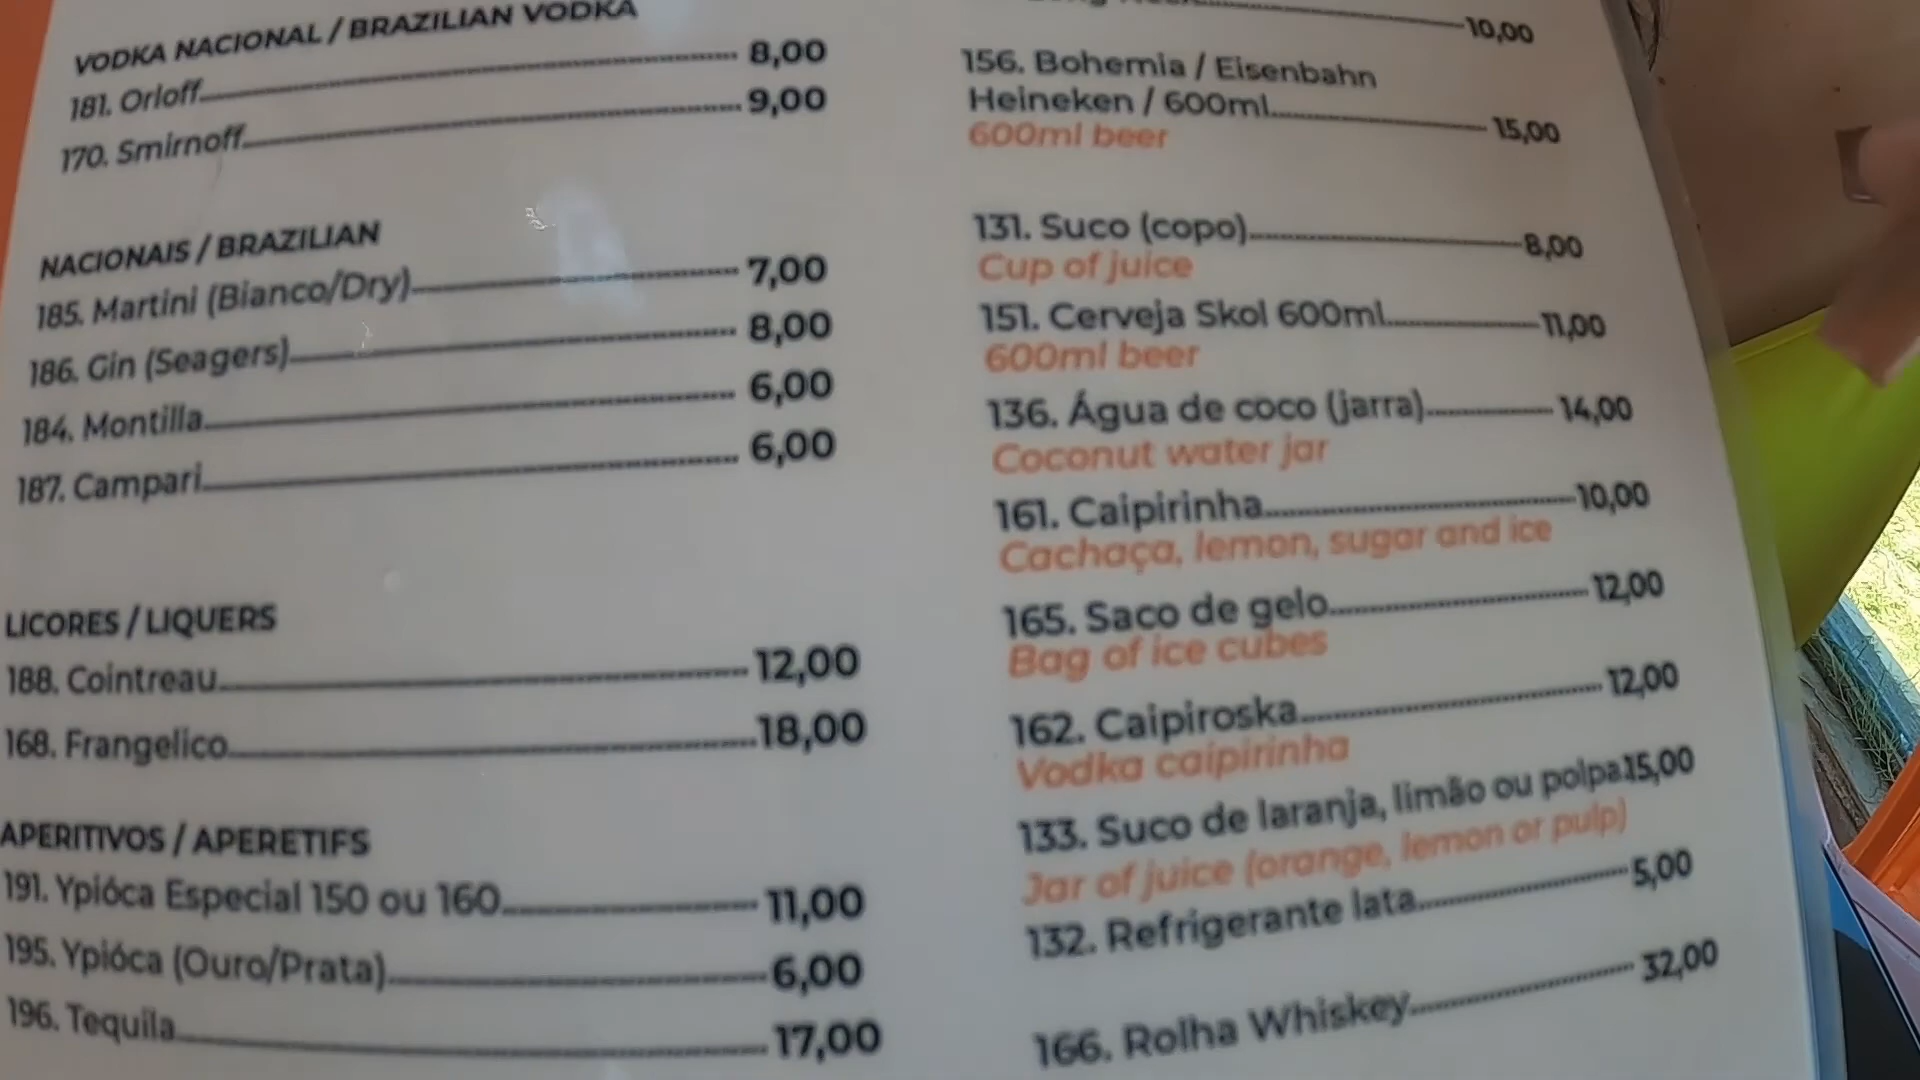 VODKA NACIONAL / BRAZILIAN VODKA
181. Orloff 8,00
170. Smirnoff 9,00
NACIONAIS / BRAZILIAN
185. Martini (Bianco/Dry) 7,00
186. Gin (Seagers) 8,00
184. Montilla 6,00
187. Campari 6,00
LICORES / LIQUERS
188. Cointreau 12,00
168. Frangelico 18,00
APERITIVOS / APERETIFS
191. Ypióca Especial 150 ou 160 11,00
195. Ypióca (Ouro/Prata) 6,00
196. Tequila 17,00
10,00
156. Bohemia / Eisenbahn
Heineken / 600ml 15,00
600ml beer
131. Suco (copo) 8,00
Cup of juice
151. Cerveja Skol 600ml 11,00
600ml beer
136. Água de coco (jarra) 14,00
Coconut water jar
161. Caipirinha 10,00
Cachaça, lemon, sugar and ice
165. Saco de gelo 12,00
Bag of ice cubes
162. Caipiroska 12,00
Vodka caipirinha
133. Suco de laranja, limão ou polpa 15,00
Jar of juice (orange, lemon or pulp)
132. Refrigerante lata 5,00
166. Rolha Whiskey 32,00